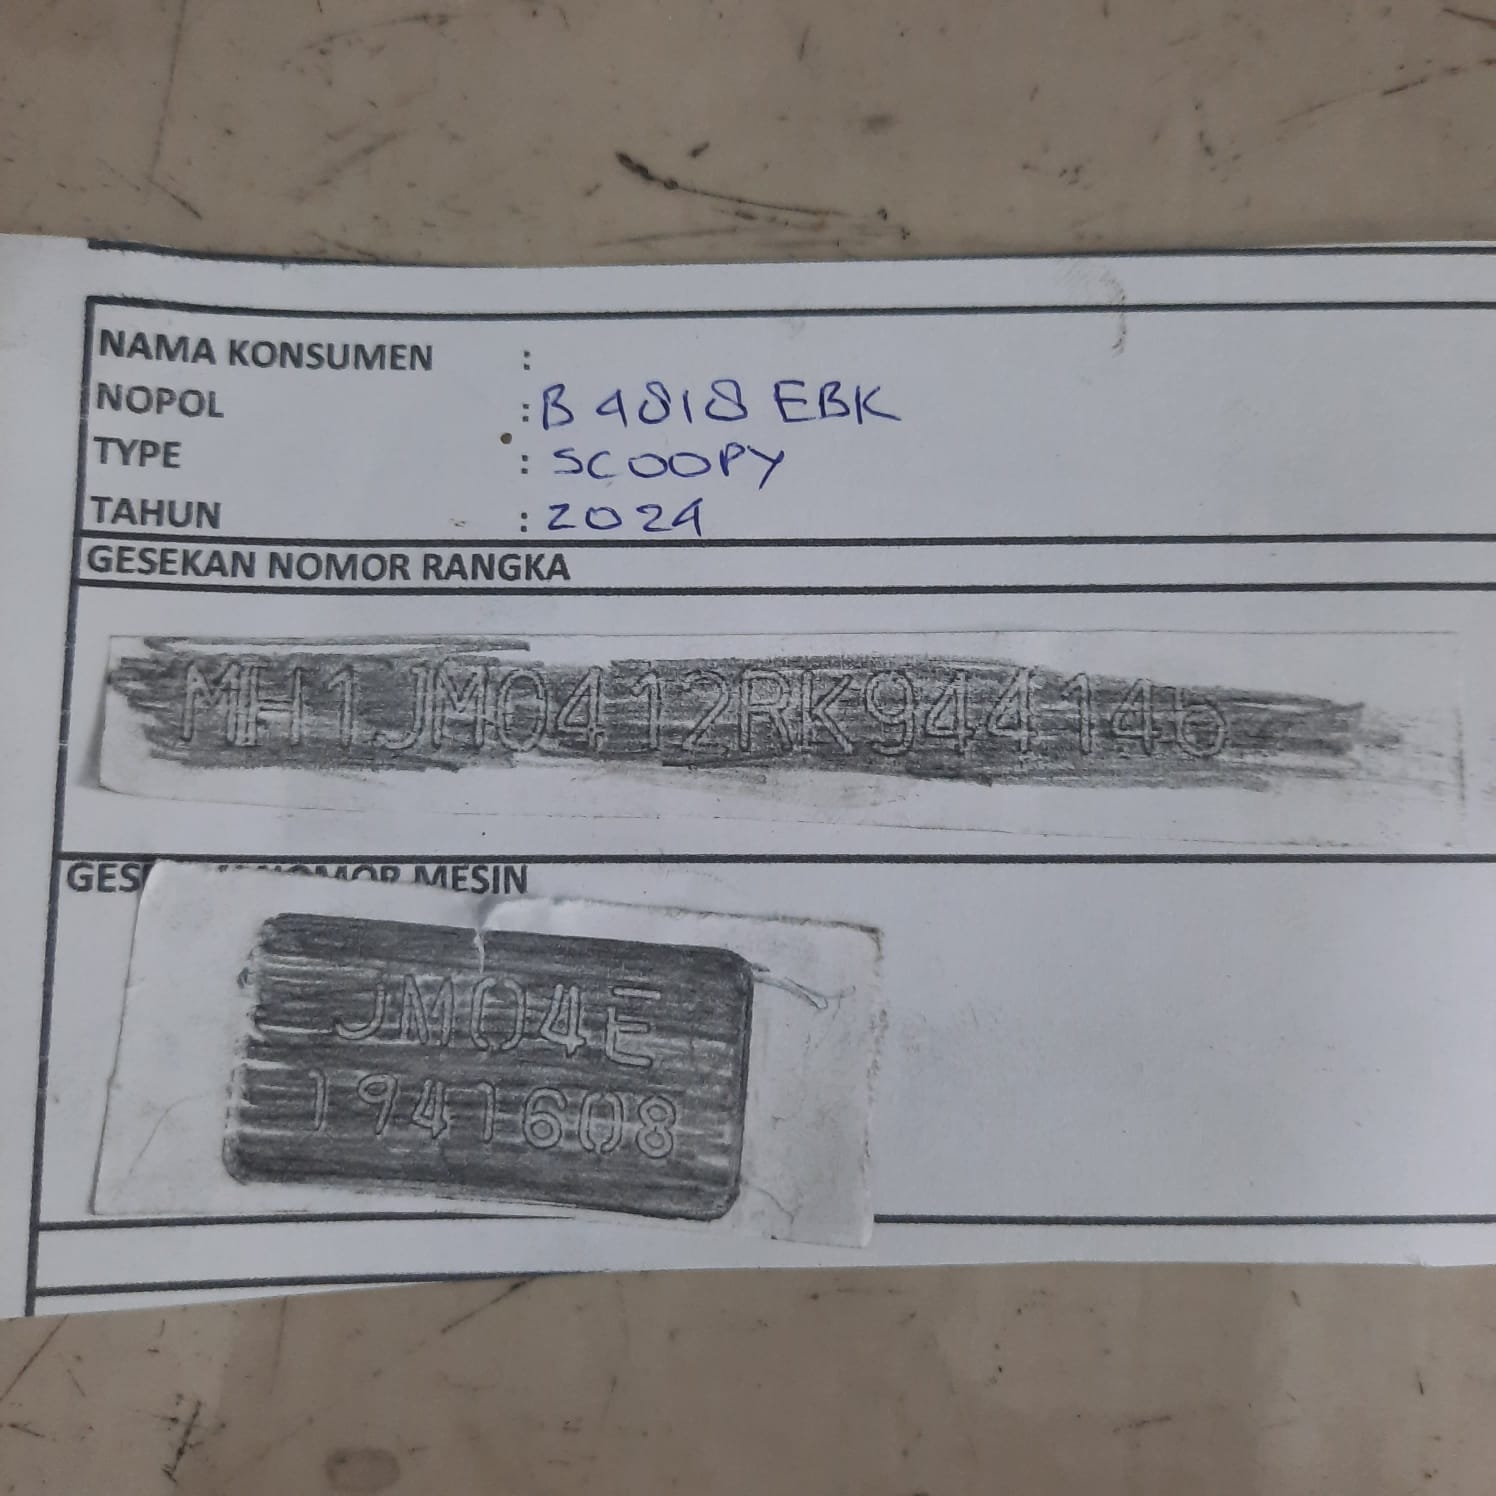 NAMA KONSUMEN :
NOPOL : B 4818 EBK
TYPE : SCOOPY
TAHUN : 2024
GESEKAN NOMOR RANGKA
MH1JM0412RK944146
NOMOR MESIN
JM04E
1941608